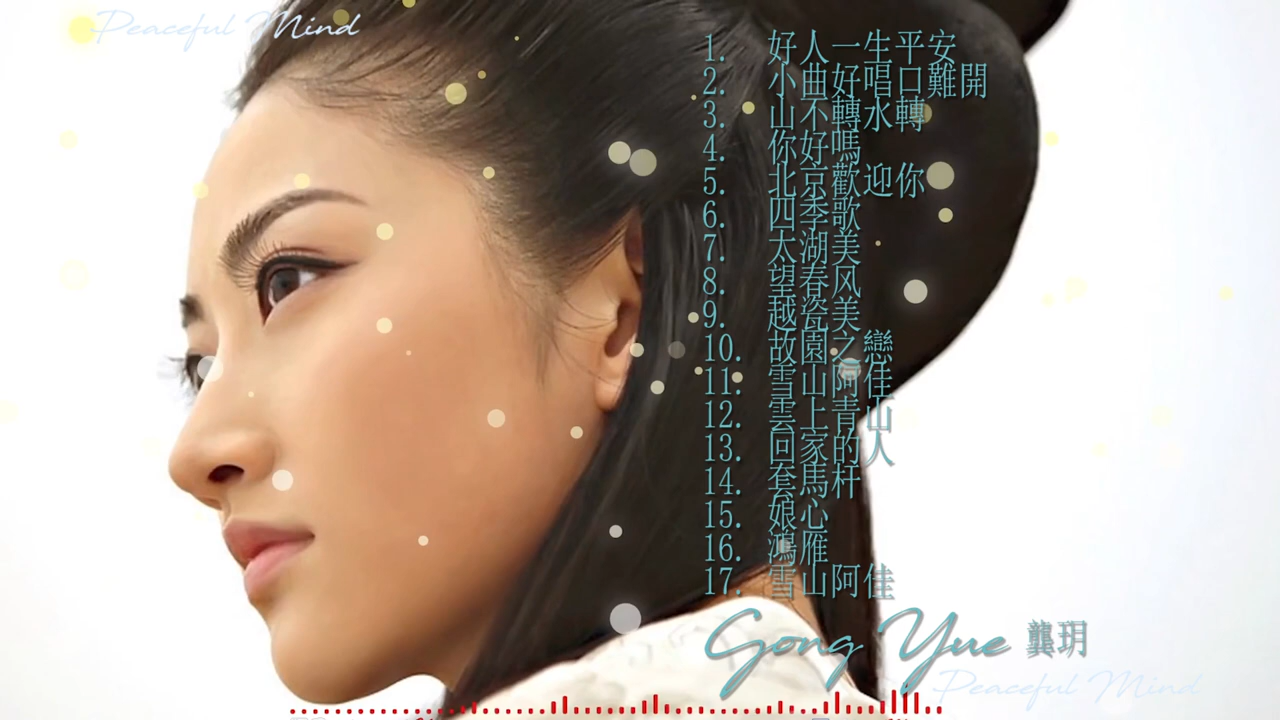 Peaceful Mind
1. 好人一生平安
2. 小曲好唱口難開
3. 山不轉水轉
4. 你好嗎
5. 北京歡迎你
6. 四季歌
7. 太湖美
8. 望春风
9. 越瓷美
10. 故園之戀
11. 雪山阿佳
12. 雲上青山
13. 回家的人
14. 套馬杆
15. 娘心
16. 鴻雁
17. 雪山阿佳
Gong Yue 龔玥
Peaceful Mind